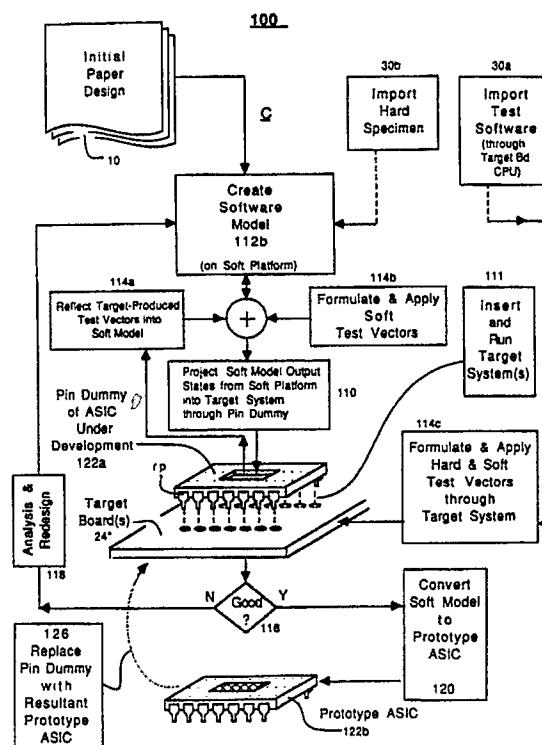 100
Initial
Paper
Design
10
C
30b
Import
Hard
Specimen
30a
Import
Test
Software
(through
Target Bd
CPU)
Create
Software
Model
112b
(on Soft Platform)
114a
Reflect Target-Produced
Test Vectors into
Soft Model
+
114b
Formulate & Apply
Soft
Test Vectors
111
Insert
and
Run
Target
System(s)
Project Soft Model Output
States from Soft Platform
into Target System
through Pin Dummy
110
Pin Dummy
of ASIC
Under
Development
122a
rp
114c
Formulate & Apply
Hard & Soft
Test Vectors
through
Target System
Analysis &
Redesign
118
Target
Board(s)
24"
N
Good
?
Y
116
Convert
Soft Model
to
Prototype
ASIC
120
126
Replace
Pin Dummy
with
Resultant
Prototype
ASIC
Prototype ASIC
122b